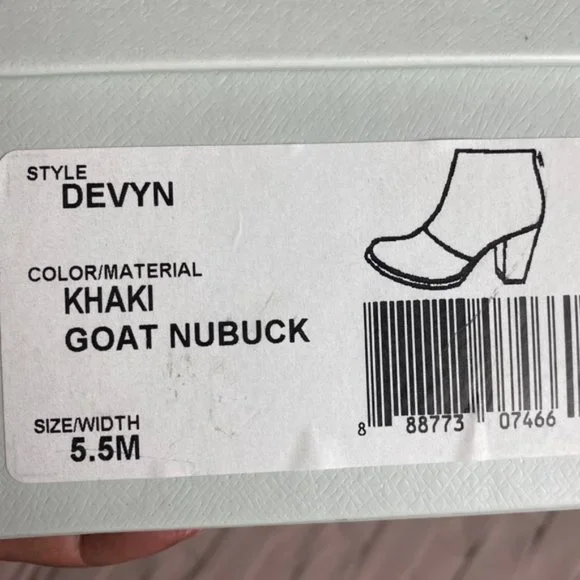 STYLE
DEVYN
COLOR/MATERIAL
KHAKI
GOAT NUBUCK
SIZE/WIDTH
5.5M
8 88773 07466